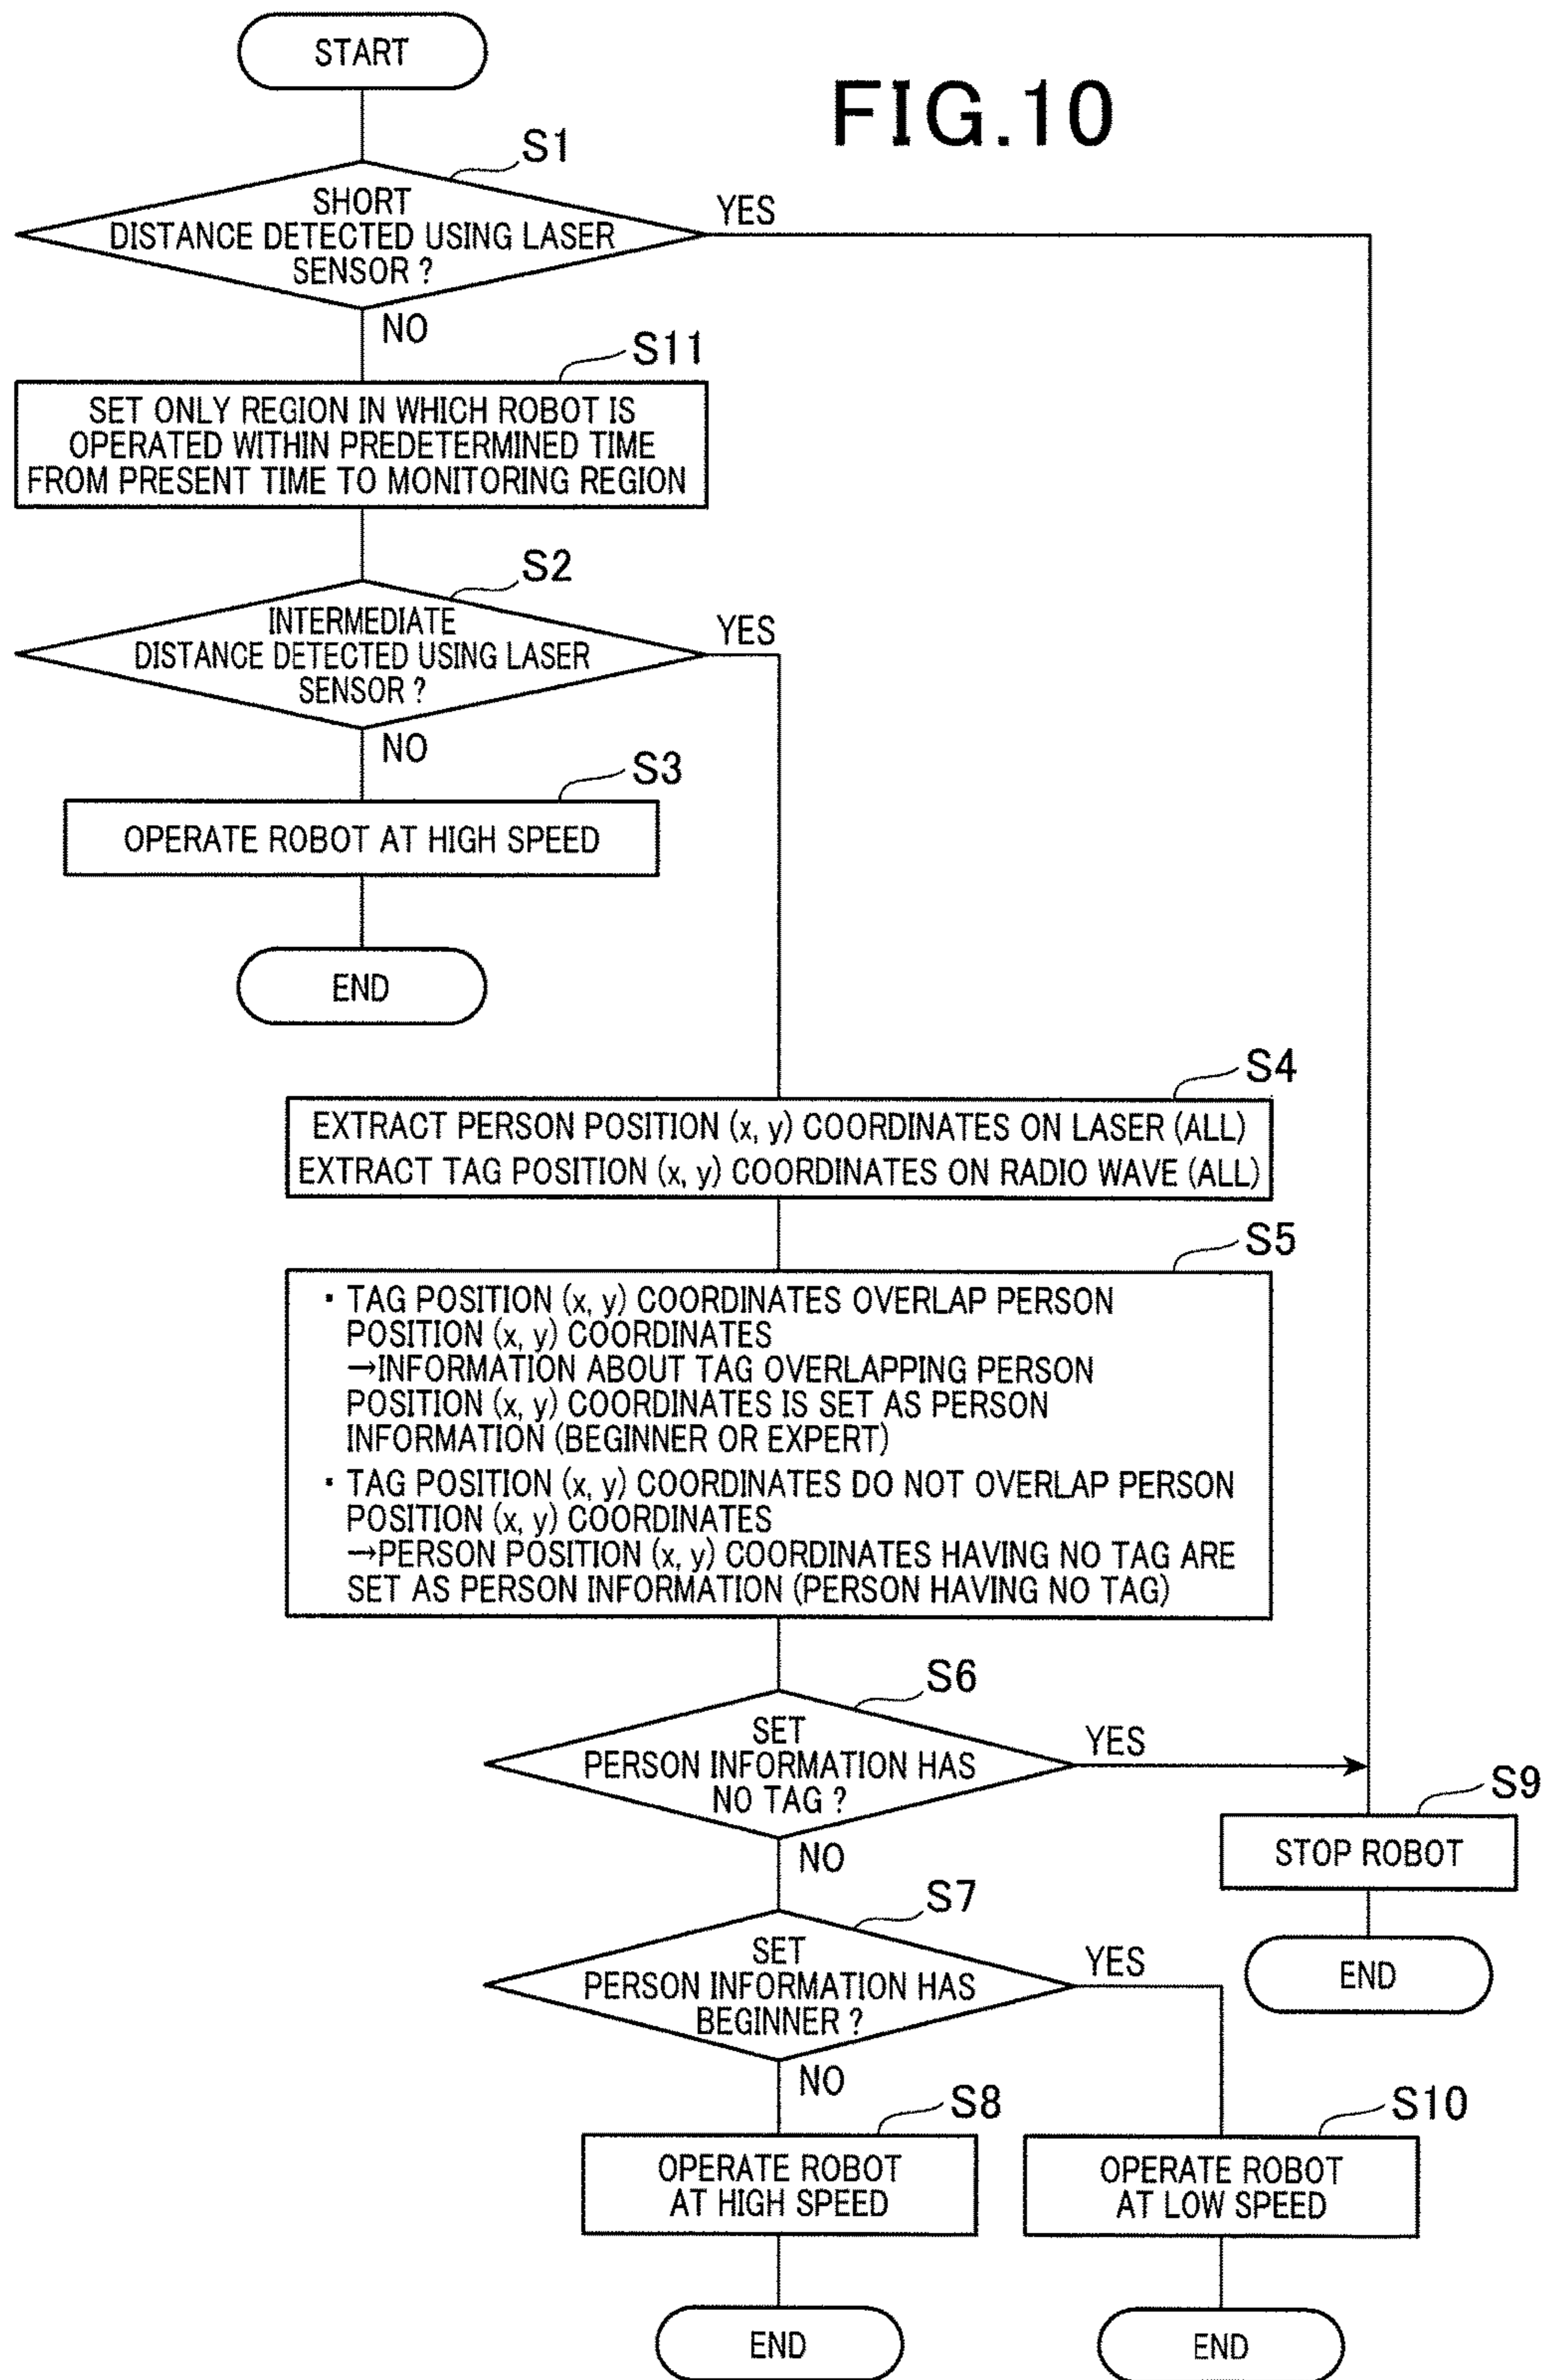 START
FIG.10
S1
SHORT
DISTANCE DETECTED USING LASER
SENSOR ?
YES
NO
S11
SET ONLY REGION IN WHICH ROBOT IS
OPERATED WITHIN PREDETERMINED TIME
FROM PRESENT TIME TO MONITORING REGION
S2
INTERMEDIATE
DISTANCE DETECTED USING LASER
SENSOR ?
YES
NO
S3
OPERATE ROBOT AT HIGH SPEED
END
S4
EXTRACT PERSON POSITION (x, y) COORDINATES ON LASER (ALL)
EXTRACT TAG POSITION (x, y) COORDINATES ON RADIO WAVE (ALL)
S5
・TAG POSITION (x, y) COORDINATES OVERLAP PERSON
POSITION (x, y) COORDINATES
→INFORMATION ABOUT TAG OVERLAPPING PERSON
POSITION (x, y) COORDINATES IS SET AS PERSON
INFORMATION (BEGINNER OR EXPERT)
・TAG POSITION (x, y) COORDINATES DO NOT OVERLAP PERSON
POSITION (x, y) COORDINATES
→PERSON POSITION (x, y) COORDINATES HAVING NO TAG ARE
SET AS PERSON INFORMATION (PERSON HAVING NO TAG)
S6
SET
PERSON INFORMATION HAS
NO TAG ?
YES
NO
S9
STOP ROBOT
END
S7
SET
PERSON INFORMATION HAS
BEGINNER ?
YES
NO
S8
OPERATE ROBOT
AT HIGH SPEED
END
S10
OPERATE ROBOT
AT LOW SPEED
END